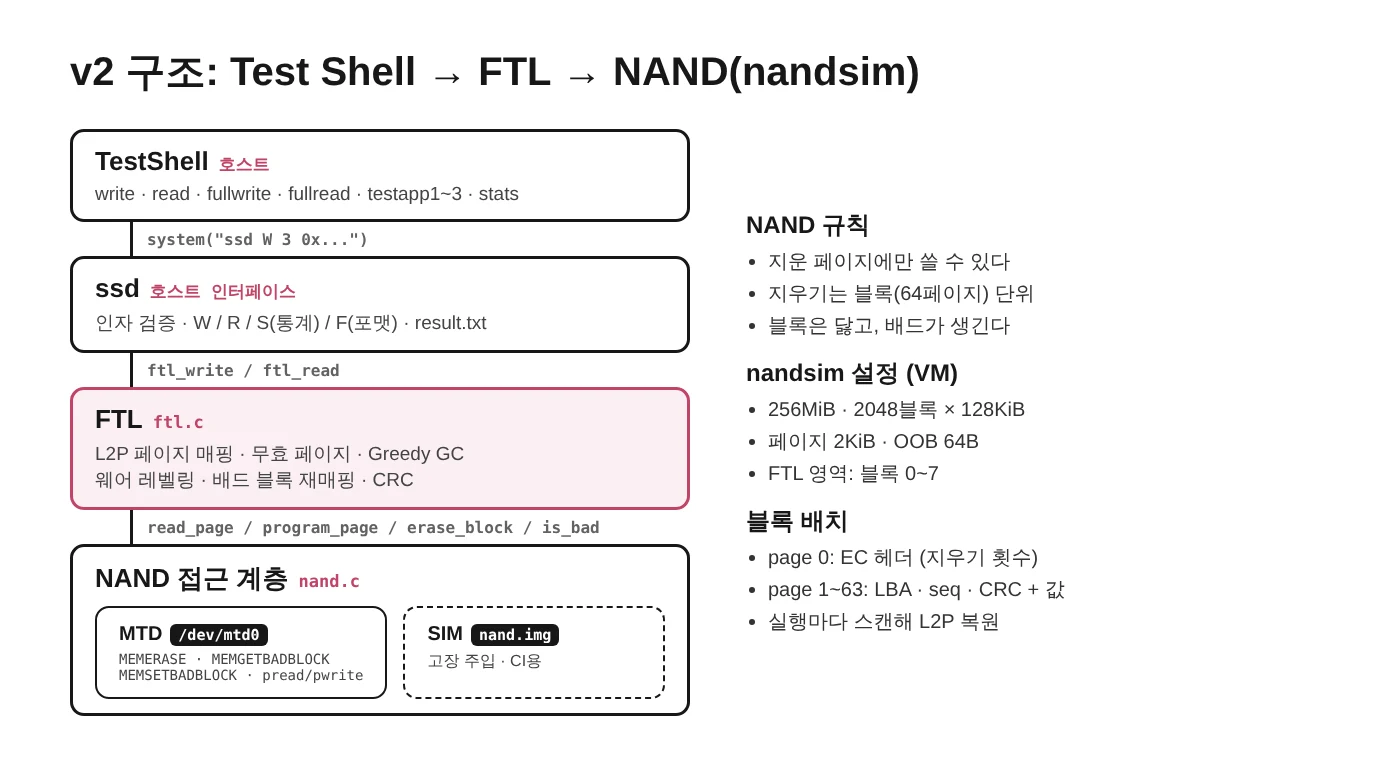 v2 구조: Test Shell → FTL → NAND(nandsim)
TestShell 호스트
write · read · fullwrite · fullread · testapp1~3 · stats
system("ssd W 3 0x...")
ssd 호스트 인터페이스
인자 검증 · W / R / S(통계) / F(포맷) · result.txt
ftl_write / ftl_read
FTL ftl.c
L2P 페이지 매핑 · 무효 페이지 · Greedy GC
웨어 레벨링 · 배드 블록 재매핑 · CRC
read_page / program_page / erase_block / is_bad
NAND 접근 계층 nand.c
MTD /dev/mtd0
MEMERASE · MEMGETBADBLOCK
MEMSETBADBLOCK · pread/pwrite
SIM nand.img
고장 주입 · CI용
NAND 규칙
• 지운 페이지에만 쓸 수 있다
• 지우기는 블록(64페이지) 단위
• 블록은 닳고, 배드가 생긴다
nandsim 설정 (VM)
• 256MiB · 2048블록 × 128KiB
• 페이지 2KiB · OOB 64B
• FTL 영역: 블록 0~7
블록 배치
• page 0: EC 헤더 (지우기 횟수)
• page 1~63: LBA · seq · CRC + 값
• 실행마다 스캔해 L2P 복원